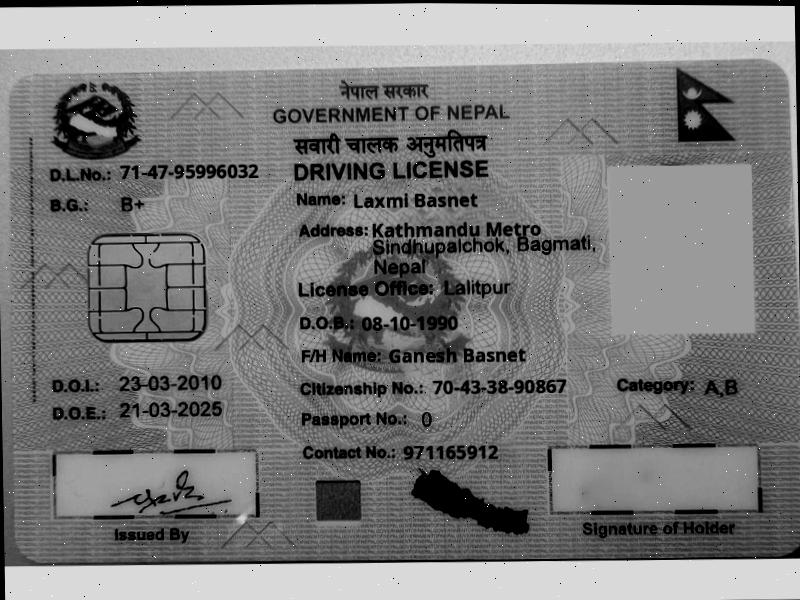 नेपाल सरकार
GOVERNMENT OF NEPAL
सवारी चालक अनुमतिपत्र
DRIVING LICENSE
D.L.No.: 71-47-95996032
B.G.: B+
Name: Laxmi Basnet
Address: Kathmandu Metro
Sindhupalchok, Bagmati,
Nepal
License Office: Lalitpur
D.O.B.: 08-10-1990
F/H Name: Ganesh Basnet
D.O.I.: 23-03-2010
Citizenship No.: 70-43-38-90867
Category: A,B
D.O.E.: 21-03-2025
Passport No.: 0
Contact No.: 971165912
Issued By
Signature of Holder